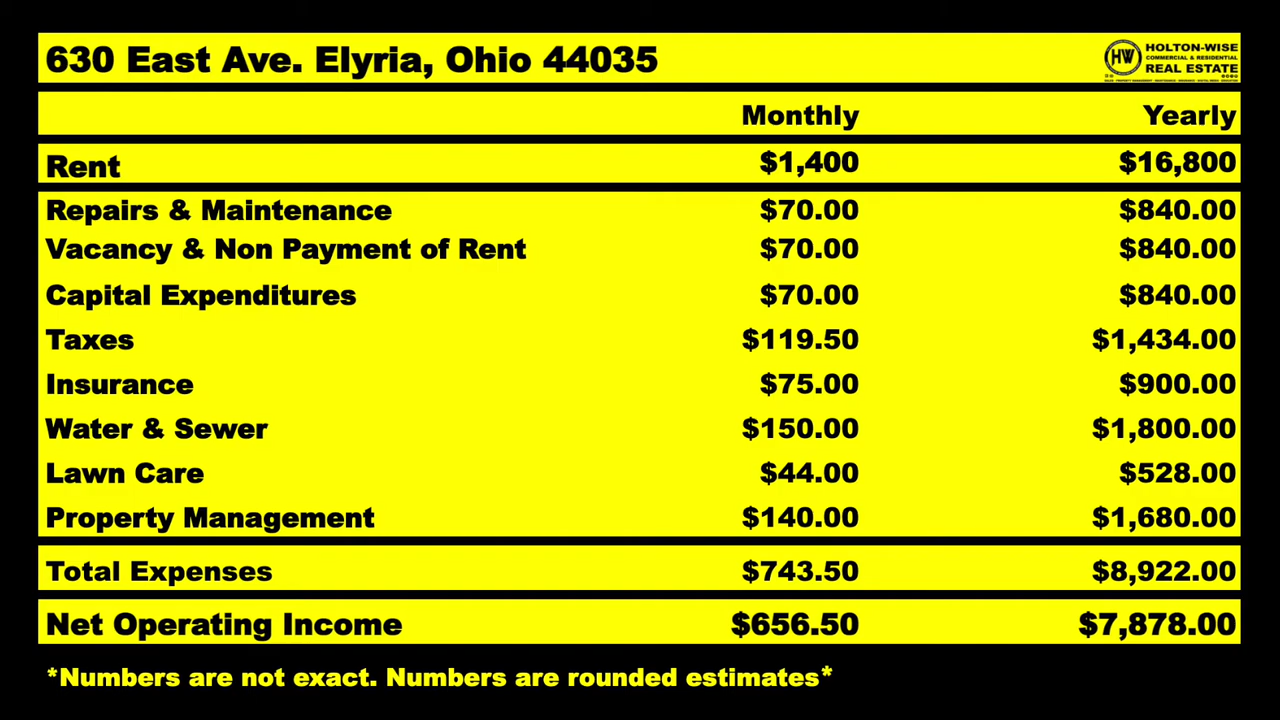 630 East Ave. Elyria, Ohio 44035
HW
HOLTON-WISE
COMMERCIAL & RESIDENTIAL
REAL ESTATE
Monthly Yearly
Rent $1,400 $16,800
Repairs & Maintenance $70.00 $840.00
Vacancy & Non Payment of Rent $70.00 $840.00
Capital Expenditures $70.00 $840.00
Taxes $119.50 $1,434.00
Insurance $75.00 $900.00
Water & Sewer $150.00 $1,800.00
Lawn Care $44.00 $528.00
Property Management $140.00 $1,680.00
Total Expenses $743.50 $8,922.00
Net Operating Income $656.50 $7,878.00
*Numbers are not exact. Numbers are rounded estimates*